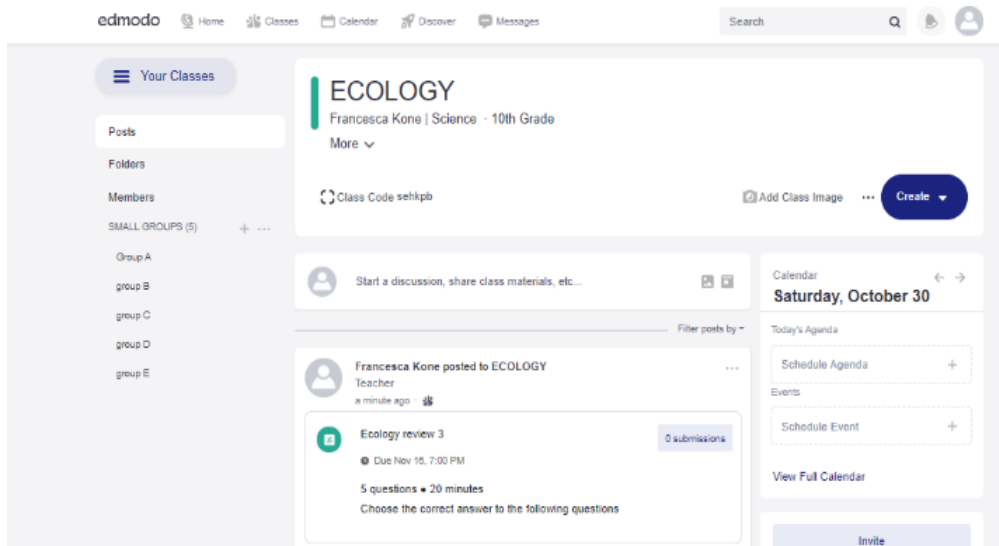 edmodo Home Classes Calendar Discover Messages Search
Your Classes
Posts
Folders
Members
SMALL GROUPS (5)
Group A
group B
group C
group D
group E
ECOLOGY
Francesca Kone | Science · 10th Grade
More
Class Code sehkpb
Add Class Image ... Create
Start a discussion, share class materials, etc...
Filter posts by
Francesca Kone posted to ECOLOGY
Teacher
a minute ago ·
Ecology review 3
0 submissions
Due Nov 16, 7:00 PM
5 questions • 20 minutes
Choose the correct answer to the following questions
Calendar
Saturday, October 30
Today's Agenda
Schedule Agenda
Events
Schedule Event
View Full Calendar
Invite